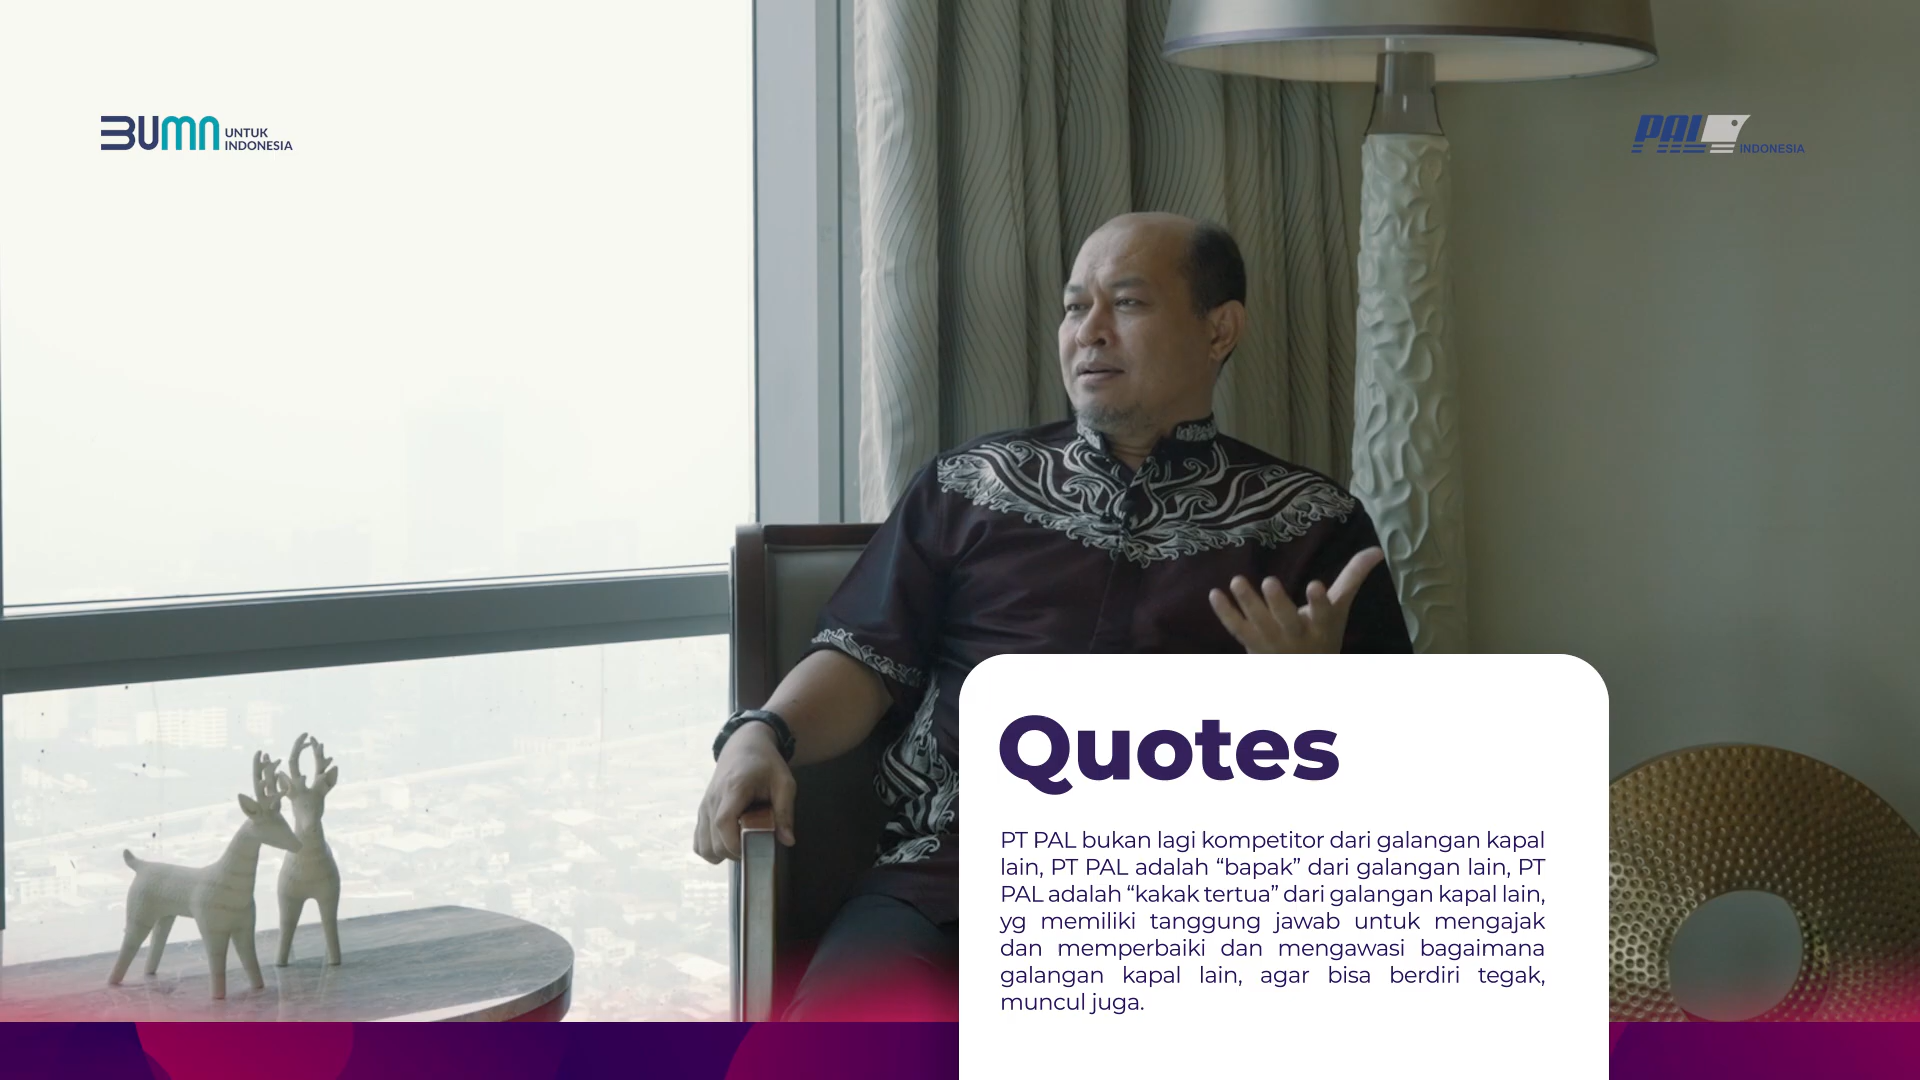 BUMN UNTUK
INDONESIA
PAL INDONESIA
Quotes
PT PAL bukan lagi kompetitor dari galangan kapal
lain, PT PAL adalah “bapak” dari galangan lain, PT
PAL adalah “kakak tertua” dari galangan kapal lain,
yg memiliki tanggung jawab untuk mengajak
dan memperbaiki dan mengawasi bagaimana
galangan kapal lain, agar bisa berdiri tegak,
muncul juga.